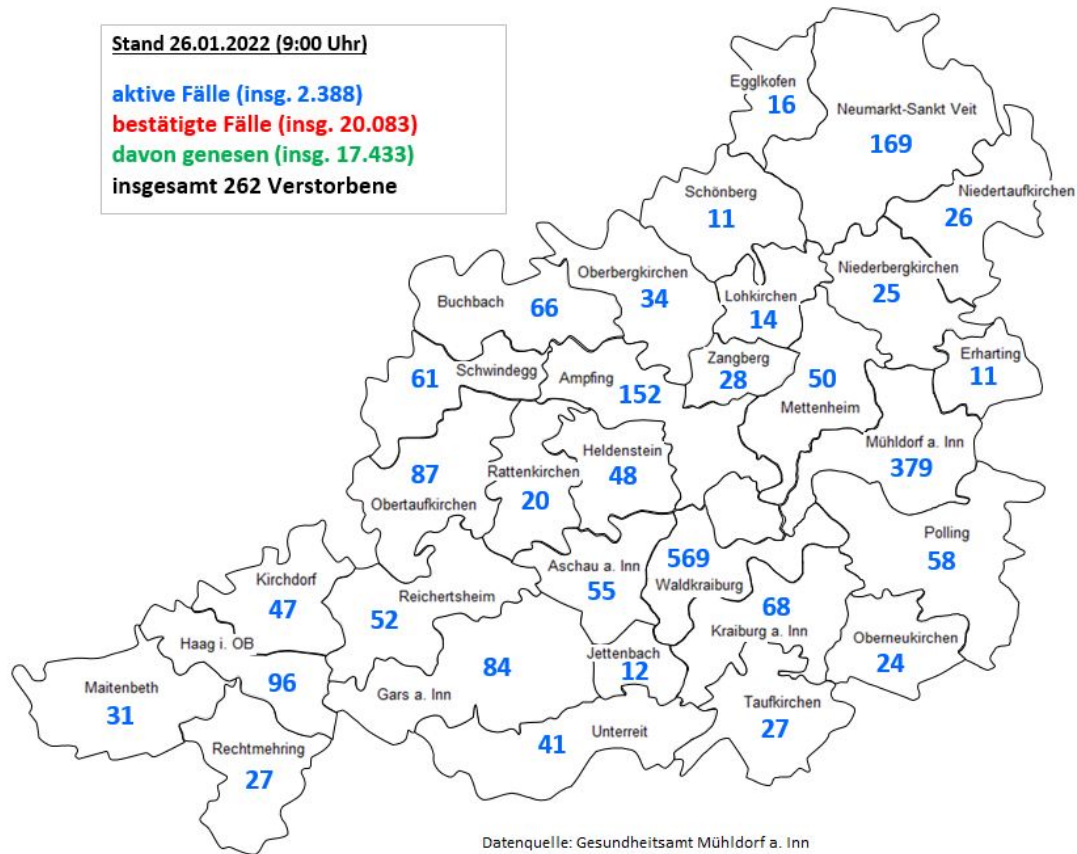 Stand 26.01.2022 (9:00 Uhr)
aktive Fälle (insg. 2.388)
bestätigte Fälle (insg. 20.083)
davon genesen (insg. 17.433)
insgesamt 262 Verstorbene
Egglkofen
16
Neumarkt-Sankt Veit
169
Schönberg
11
Niedertaufkirchen
26
Oberbergkirchen
34
Niederbergkirchen
25
Buchbach
66
Lohkirchen
14
61
Schwindegg
Ampfing
152
Zangberg
28
50
Mettenheim
Erharting
11
Mühldorf a. Inn
379
87
Obertaufkirchen
Rattenkirchen
20
Heldenstein
48
Polling
58
Kirchdorf
47
52
Reichertsheim
Aschau a. Inn
55
569
Waldkraiburg
68
Kraiburg a. Inn
Oberneukirchen
24
Haag i. OB
96
Maitenbeth
31
84
Gars a. Inn
Jettenbach
12
Taufkirchen
27
Rechtmehring
27
41
Unterreit
Datenquelle: Gesundheitsamt Mühldorf a. Inn